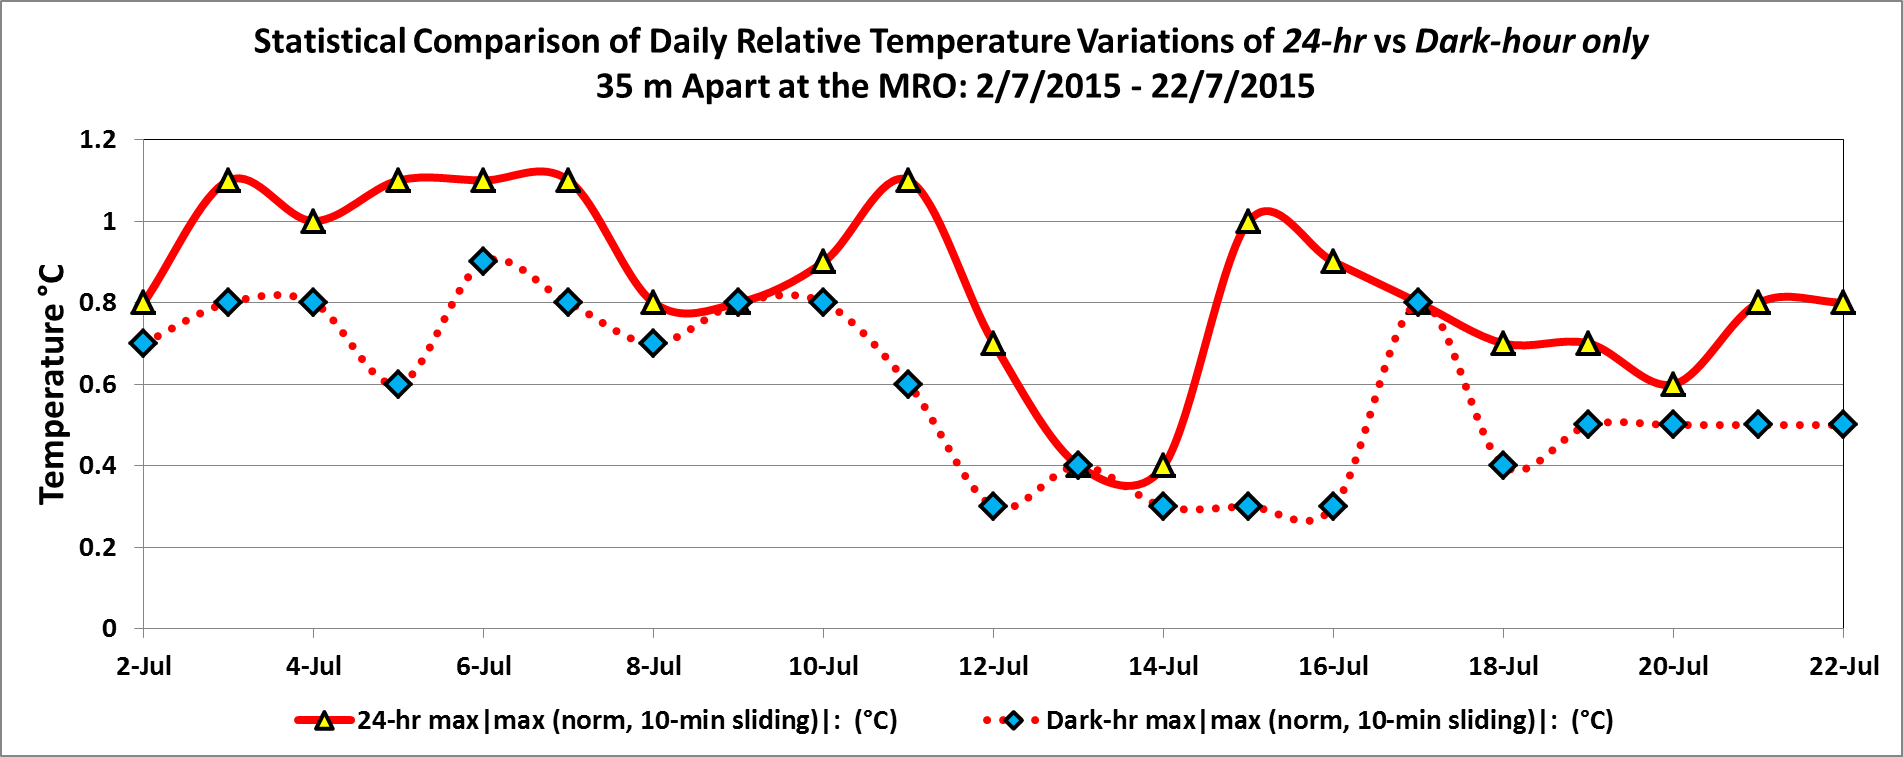 Statistical Comparison of Daily Relative Temperature Variations of 24-hr vs Dark-hour only
35 m Apart at the MRO: 2/7/2015 - 22/7/2015
Temperature °C
1.2
1
0.8
0.6
0.4
0.2
0
2-Jul 4-Jul 6-Jul 8-Jul 10-Jul 12-Jul 14-Jul 16-Jul 18-Jul 20-Jul 22-Jul
24-hr max|max (norm, 10-min sliding)|: (°C) Dark-hr max|max (norm, 10-min sliding)|: (°C)